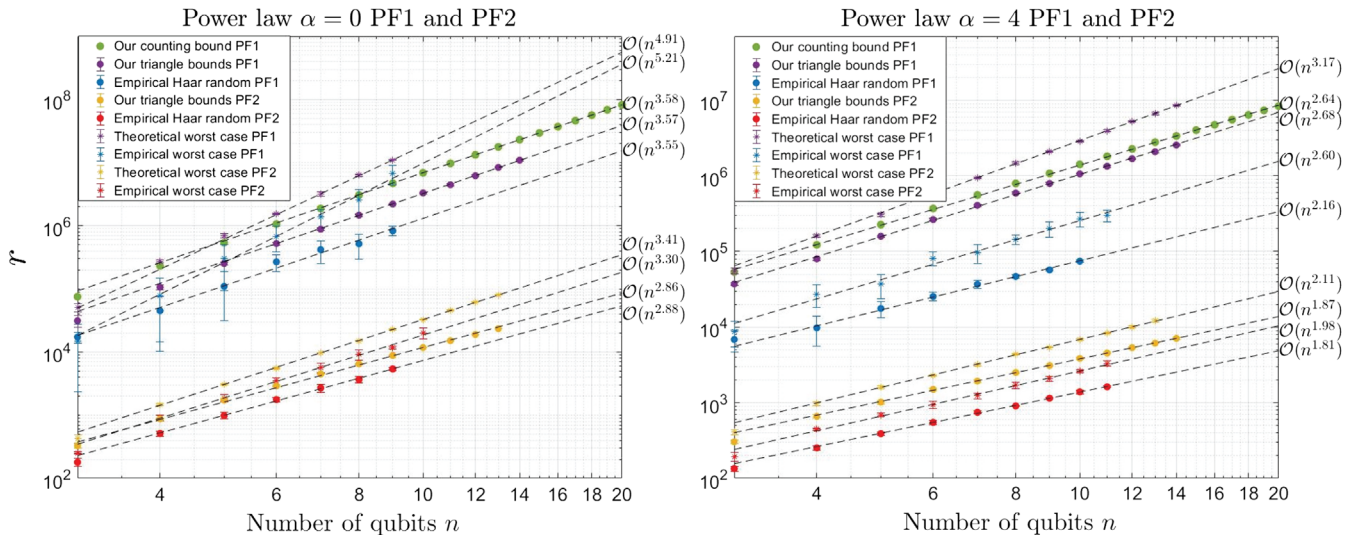 Power law α = 0 PF1 and PF2
Our counting bound PF1
Our triangle bounds PF1
Empirical Haar random PF1
Our triangle bounds PF2
Empirical Haar random PF2
Theoretical worst case PF1
Empirical worst case PF1
Theoretical worst case PF2
Empirical worst case PF2
r
10^8
10^6
10^4
10^2
4 6 8 10 12 14 16 18 20
Number of qubits n
O(n^4.91)
O(n^5.21)
O(n^3.58)
O(n^3.57)
O(n^3.55)
O(n^3.41)
O(n^3.30)
O(n^2.86)
O(n^2.88)
Power law α = 4 PF1 and PF2
Our counting bound PF1
Our triangle bounds PF1
Empirical Haar random PF1
Our triangle bounds PF2
Empirical Haar random PF2
Theoretical worst case PF1
Empirical worst case PF1
Theoretical worst case PF2
Empirical worst case PF2
10^7
10^6
10^5
10^4
10^3
10^2
4 6 8 10 12 14 16 18 20
Number of qubits n
O(n^3.17)
O(n^2.64)
O(n^2.68)
O(n^2.60)
O(n^2.16)
O(n^2.11)
O(n^1.87)
O(n^1.98)
O(n^1.81)